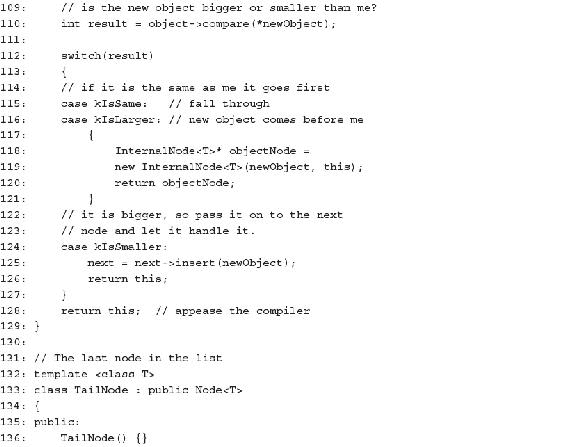 109:     // is the new object bigger or smaller than me?
110:     int result = object->compare(*newObject);
111:
112:     switch(result)
113:     {
114:     // if it is the same as me it goes first
115:     case kIsSame:   // fall through
116:     case kIsLarger: // new object comes before me
117:         {
118:             InternalNode<T>* objectNode =
119:             new InternalNode<T>(newObject, this);
120:             return objectNode;
121:         }
122:     // it is bigger, so pass it on to the next
123:     // node and let it handle it.
124:     case kIsSmaller:
125:         next = next->insert(newObject);
126:         return this;
127:     }
128:     return this;  // appease the compiler
129: }
130:
131: // The last node in the list
132: template <class T>
133: class TailNode : public Node<T>
134: {
135: public:
136:     TailNode() {}